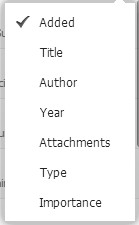 Added
Title
Author
Year
Attachments
Type
Importance